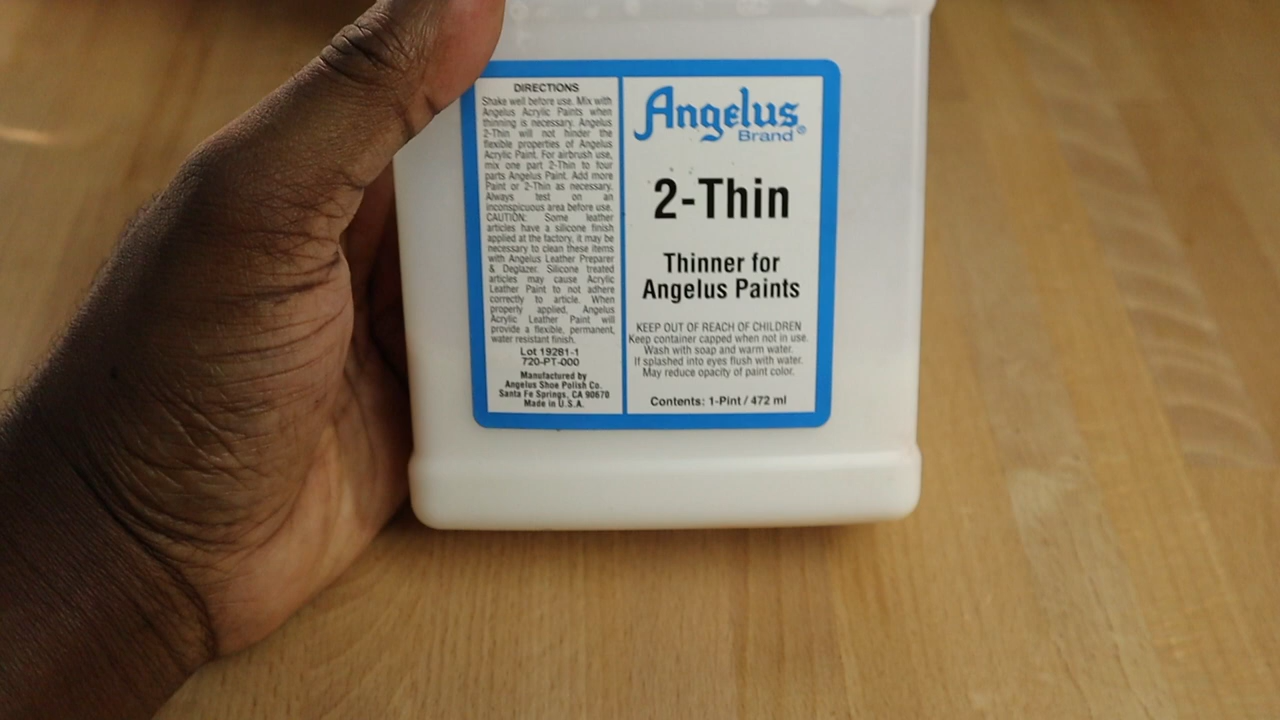 DIRECTIONS
Shake well before use. Mix with
Angelus Acrylic Paints when
thinning is necessary. Angelus
2-Thin will not hinder the
flexible properties of Angelus
Acrylic Paint. For airbrush use,
mix one part 2-Thin to four
parts Angelus Paint. Add more
Paint or 2-Thin as necessary.
Always test on an
inconspicuous area before use.
CAUTION: Some leather
articles have a silicone finish
applied at the factory, it may be
necessary to clean these items
with Angelus Leather Preparer
& Deglazer. Silicone treated
articles may cause Acrylic
Leather Paint to not adhere
correctly to article. When
properly applied, Angelus
Acrylic Leather Paint will
provide a flexible, permanent,
water resistant finish.
Lot 19281-1
720-PT-000
Manufactured by
Angelus Shoe Polish Co.
Santa Fe Springs, CA 90670
Made in U.S.A.
Angelus
Brand®
2-Thin
Thinner for
Angelus Paints
KEEP OUT OF REACH OF CHILDREN
Keep container capped when not in use.
Wash with soap and warm water.
If splashed into eyes flush with water.
May reduce opacity of paint color.
Contents: 1-Pint / 472 ml